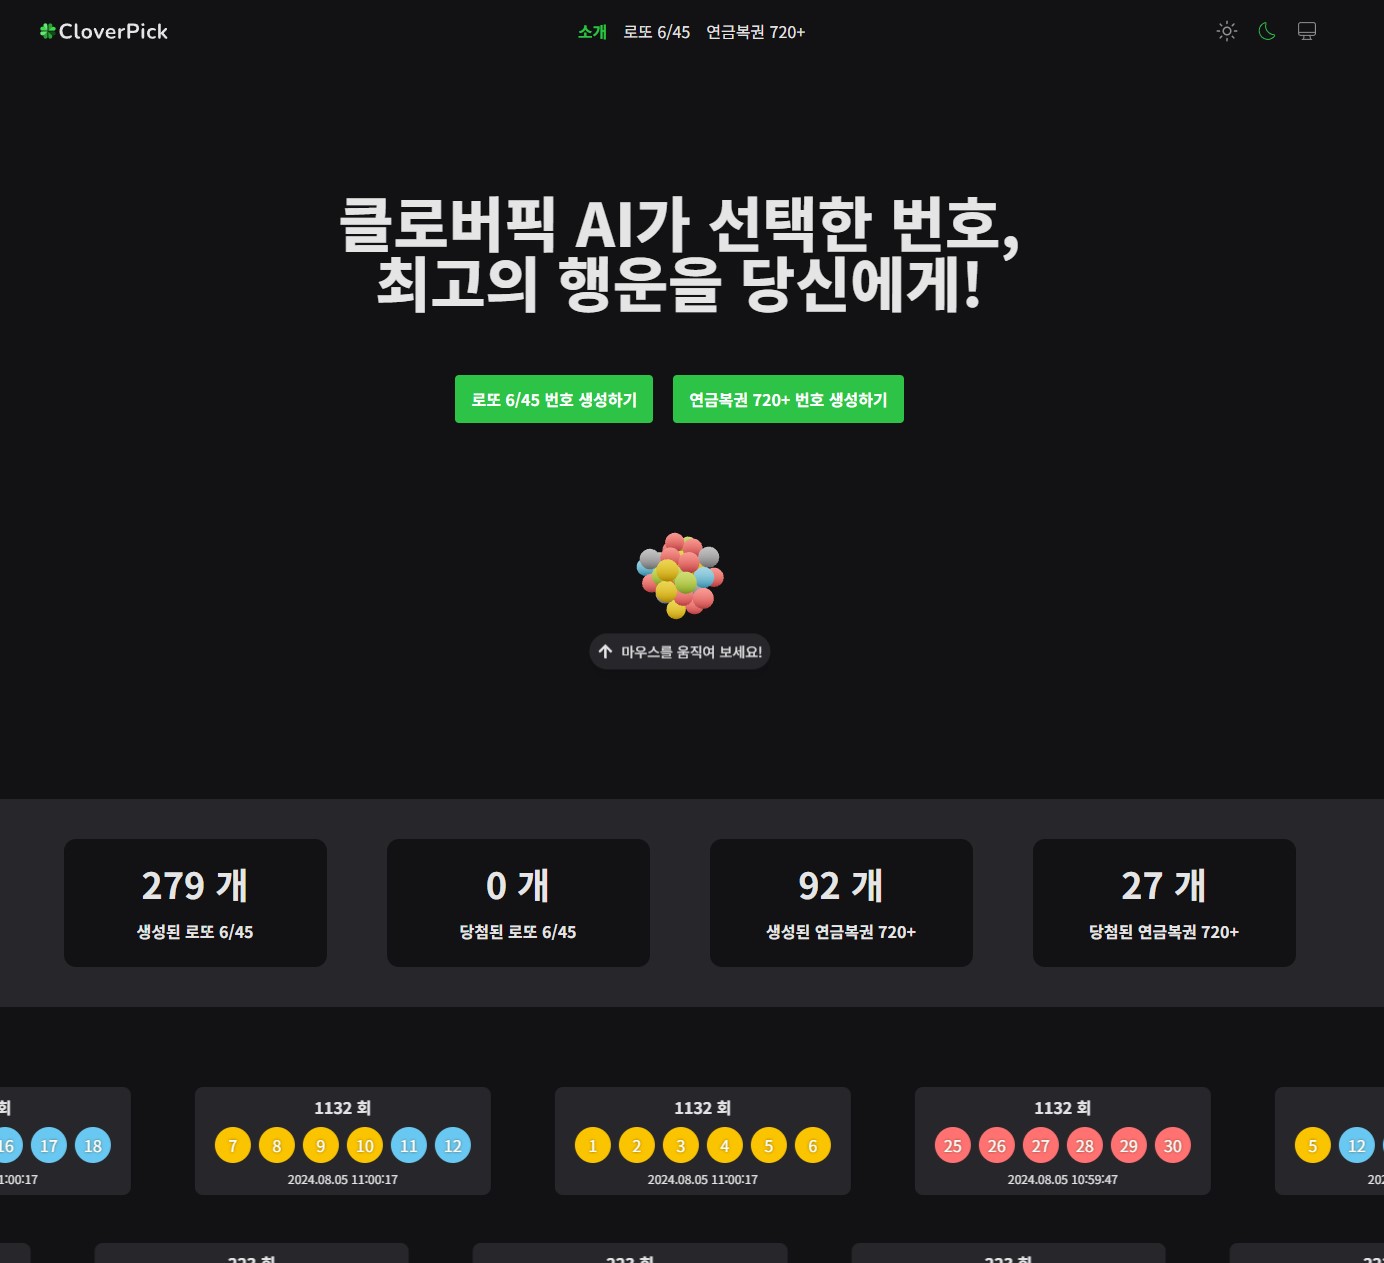 CloverPick
소개 로또 6/45 연금복권 720+
클로버픽 AI가 선택한 번호,
최고의 행운을 당신에게!
로또 6/45 번호 생성하기 연금복권 720+ 번호 생성하기
마우스를 움직여 보세요!
279 개 0 개 92 개 27 개
생성된 로또 6/45 당첨된 로또 6/45 생성된 연금복권 720+ 당첨된 연금복권 720+
회 1132 회 1132 회 1132 회
16 17 18 7 8 9 10 11 12 1 2 3 4 5 6 25 26 27 28 29 30 5 12
:00:17 2024.08.05 11:00:17 2024.08.05 11:00:17 2024.08.05 10:59:47 202